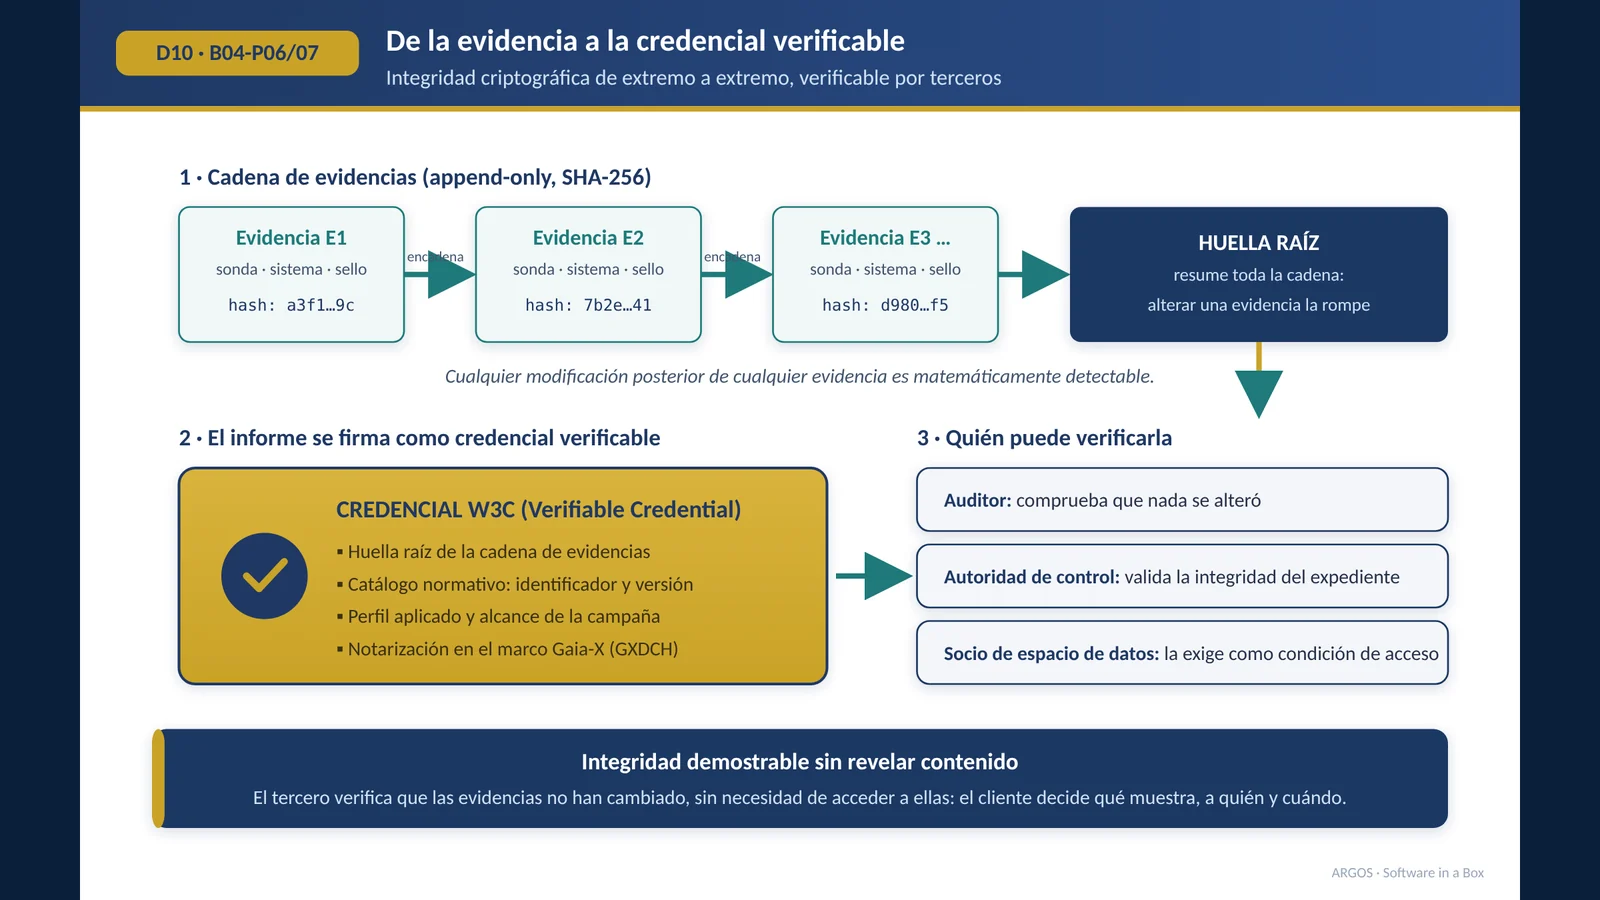 D10 · B04-P06/07
De la evidencia a la credencial verificable
Integridad criptográfica de extremo a extremo, verificable por terceros
1 · Cadena de evidencias (append-only, SHA-256)
Evidencia E1
sonda · sistema · sello
hash: a3f1…9c
encadena
Evidencia E2
sonda · sistema · sello
hash: 7b2e…41
encadena
Evidencia E3 …
sonda · sistema · sello
hash: d980…f5
HUELLA RAÍZ
resume toda la cadena:
alterar una evidencia la rompe
Cualquier modificación posterior de cualquier evidencia es matemáticamente detectable.
2 · El informe se firma como credencial verificable
CREDENCIAL W3C (Verifiable Credential)
▪ Huella raíz de la cadena de evidencias
▪ Catálogo normativo: identificador y versión
▪ Perfil aplicado y alcance de la campaña
▪ Notarización en el marco Gaia-X (GXDCH)
3 · Quién puede verificarla
Auditor: comprueba que nada se alteró
Autoridad de control: valida la integridad del expediente
Socio de espacio de datos: la exige como condición de acceso
Integridad demostrable sin revelar contenido
El tercero verifica que las evidencias no han cambiado, sin necesidad de acceder a ellas: el cliente decide qué muestra, a quién y cuándo.
ARGOS · Software in a Box